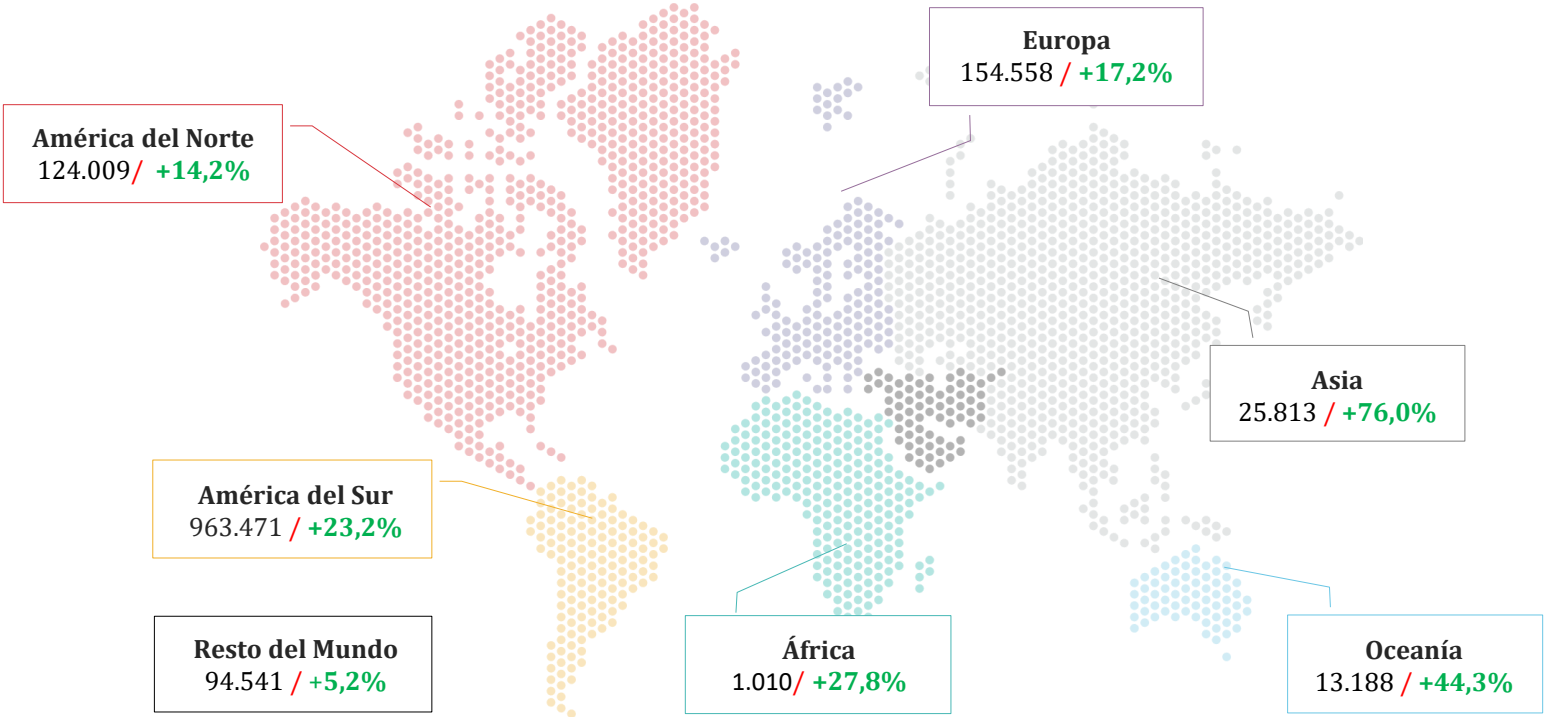 Europa
154.558 / +17,2%
América del Norte
124.009/ +14,2%
Asia
25.813 / +76,0%
América del Sur
963.471 / +23,2%
Resto del Mundo
94.541 / +5,2%
África
1.010/ +27,8%
Oceanía
13.188 / +44,3%